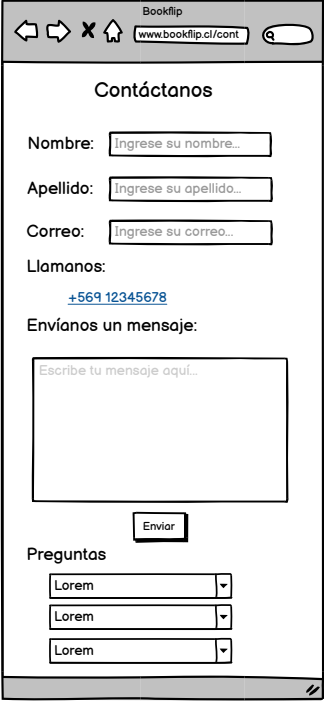 Bookflip
www.bookflip.cl/cont
Contáctanos
Nombre: Ingrese su nombre...
Apellido: Ingrese su apellido...
Correo: Ingrese su correo...
Llamanos:
+569 12345678
Envíanos un mensaje:
Escribe tu mensaje aquí...
Enviar
Preguntas
Lorem
Lorem
Lorem